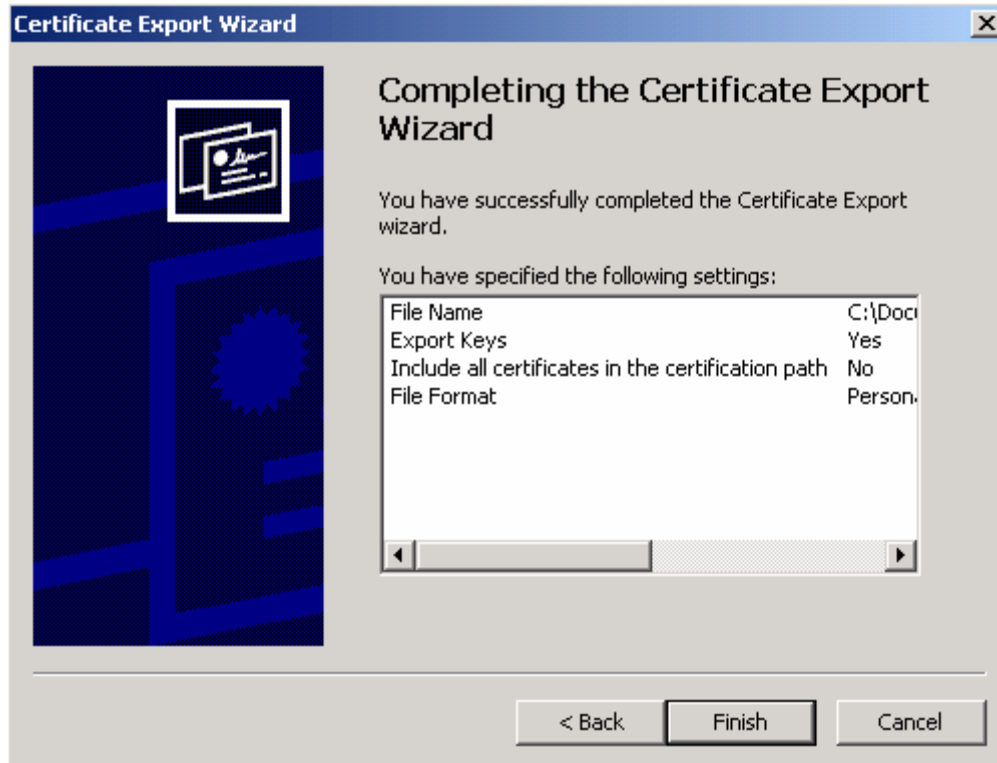 Certificate Export Wizard
Completing the Certificate Export
Wizard
You have successfully completed the Certificate Export
wizard.
You have specified the following settings:
File Name C:\Docu
Export Keys Yes
Include all certificates in the certification path No
File Format Person
< Back Finish Cancel